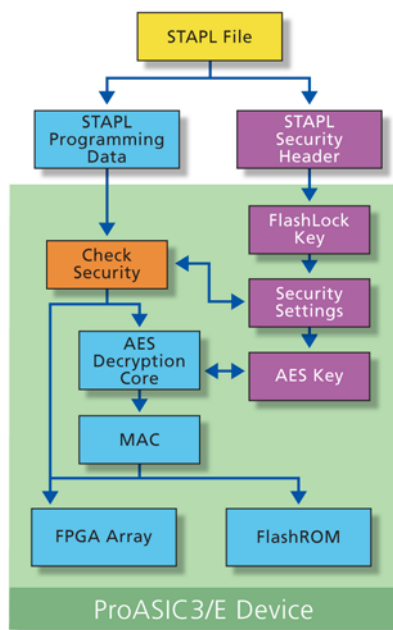 STAPL File
STAPL
Programming
Data
STAPL
Security
Header
FlashLock
Key
Check
Security
Security
Settings
AES
Decryption
Core
AES Key
MAC
FPGA Array
FlashROM
ProASIC3/E Device